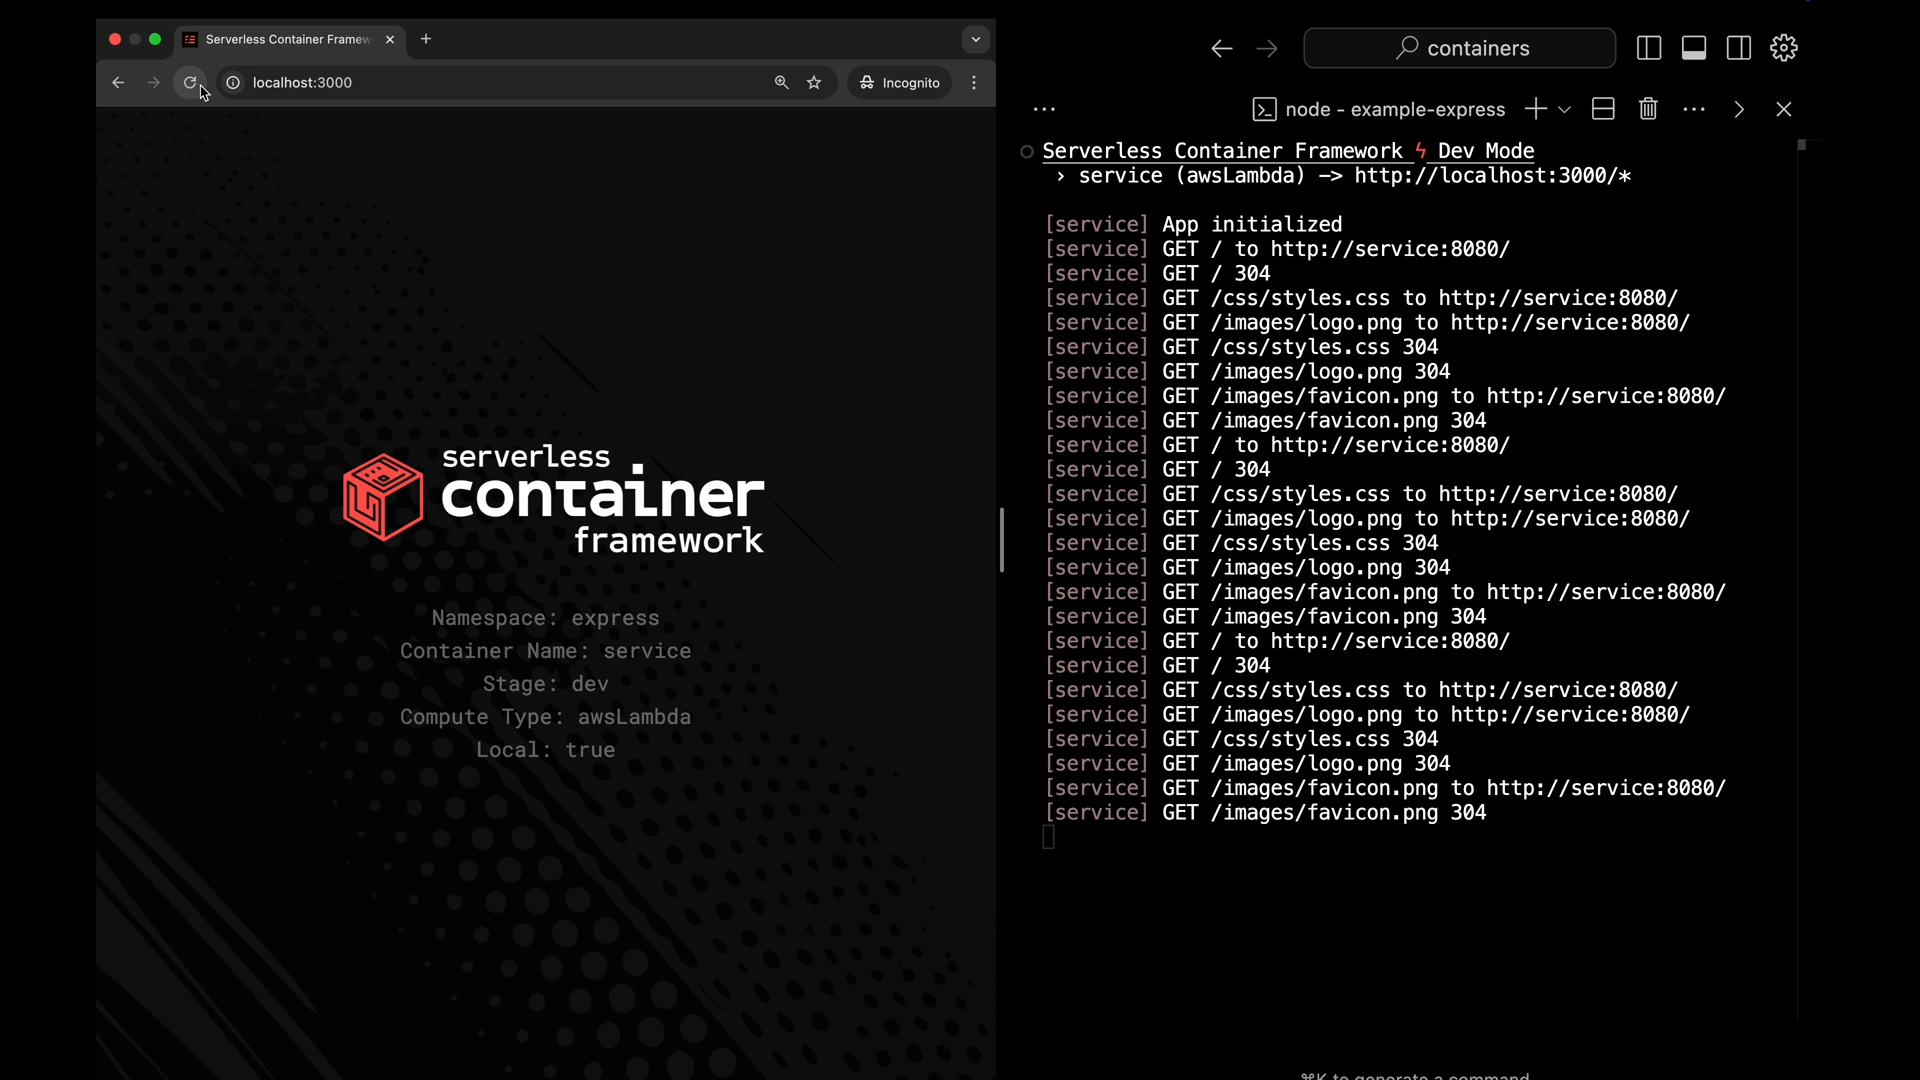 Serverless Container Framew
localhost:3000
Incognito
serverless
container
framework
Namespace: express
Container Name: service
Stage: dev
Compute Type: awsLambda
Local: true
containers
node - example-express
Serverless Container Framework ϟ Dev Mode
› service (awsLambda) —> http://localhost:3000/*
[service] App initialized
[service] GET / to http://service:8080/
[service] GET / 304
[service] GET /css/styles.css to http://service:8080/
[service] GET /images/logo.png to http://service:8080/
[service] GET /css/styles.css 304
[service] GET /images/logo.png 304
[service] GET /images/favicon.png to http://service:8080/
[service] GET /images/favicon.png 304
[service] GET / to http://service:8080/
[service] GET / 304
[service] GET /css/styles.css to http://service:8080/
[service] GET /images/logo.png to http://service:8080/
[service] GET /css/styles.css 304
[service] GET /images/logo.png 304
[service] GET /images/favicon.png to http://service:8080/
[service] GET /images/favicon.png 304
[service] GET / to http://service:8080/
[service] GET / 304
[service] GET /css/styles.css to http://service:8080/
[service] GET /images/logo.png to http://service:8080/
[service] GET /css/styles.css 304
[service] GET /images/logo.png 304
[service] GET /images/favicon.png to http://service:8080/
[service] GET /images/favicon.png 304
⌘K to generate a command